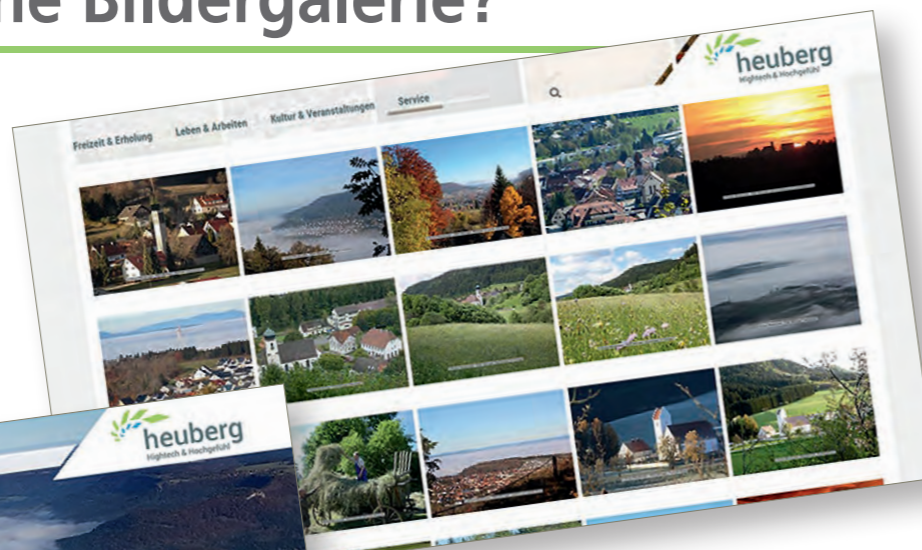 ne Bildergalerie?
heuberg
Hightech & Hochgefühl
Freizeit & Erholung
Leben & Arbeiten
Kultur & Veranstaltungen
Service
heuberg
Hightech & Hochgefühl